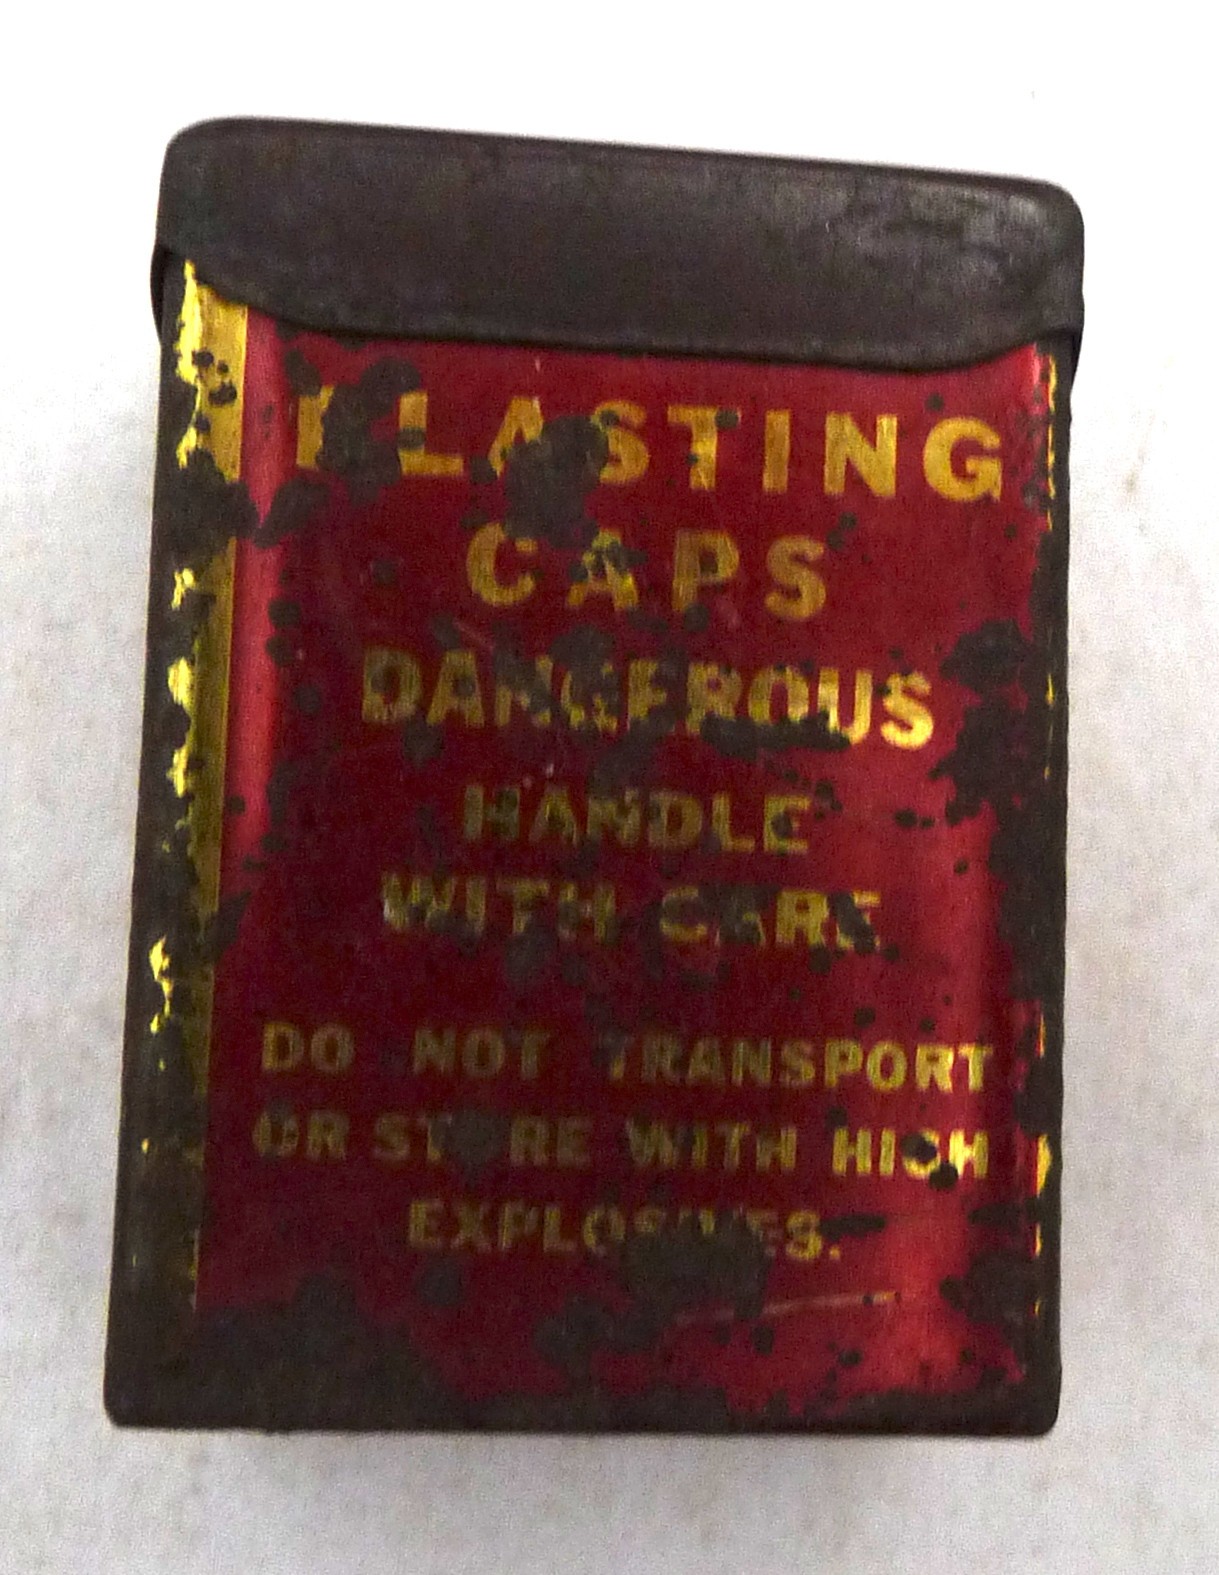 BLASTING
CAPS
DANGEROUS
HANDLE
WITH CARE
DO NOT TRANSPORT
OR STORE WITH HIGH
EXPLOSIVES.